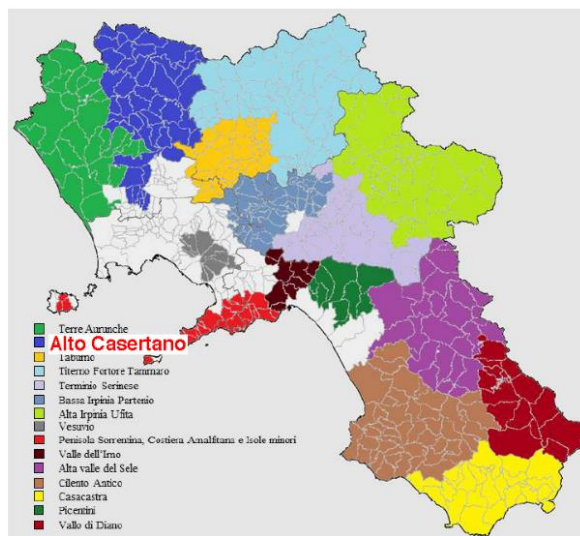 Terre Aurunche
Alto Casertano
Taburno
Titerno Fortore Tammaro
Terminio Serinese
Bassa Irpinia Partenio
Alta Irpinia Ufita
Vesuvio
Penisola Sorrentina, Costiera Amalfitana e Isole minori
Valle dell'Irno
Alta valle del Sele
Cilento Antico
Casacastra
Picentini
Vallo di Diano